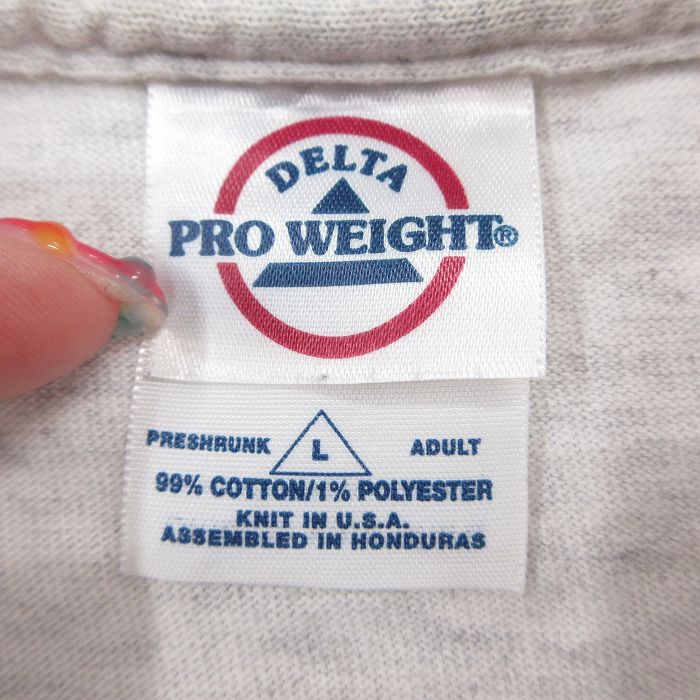 DELTA
PRO WEIGHT®
PRESHRUNK L ADULT
99% COTTON/1% POLYESTER
KNIT IN U.S.A.
ASSEMBLED IN HONDURAS